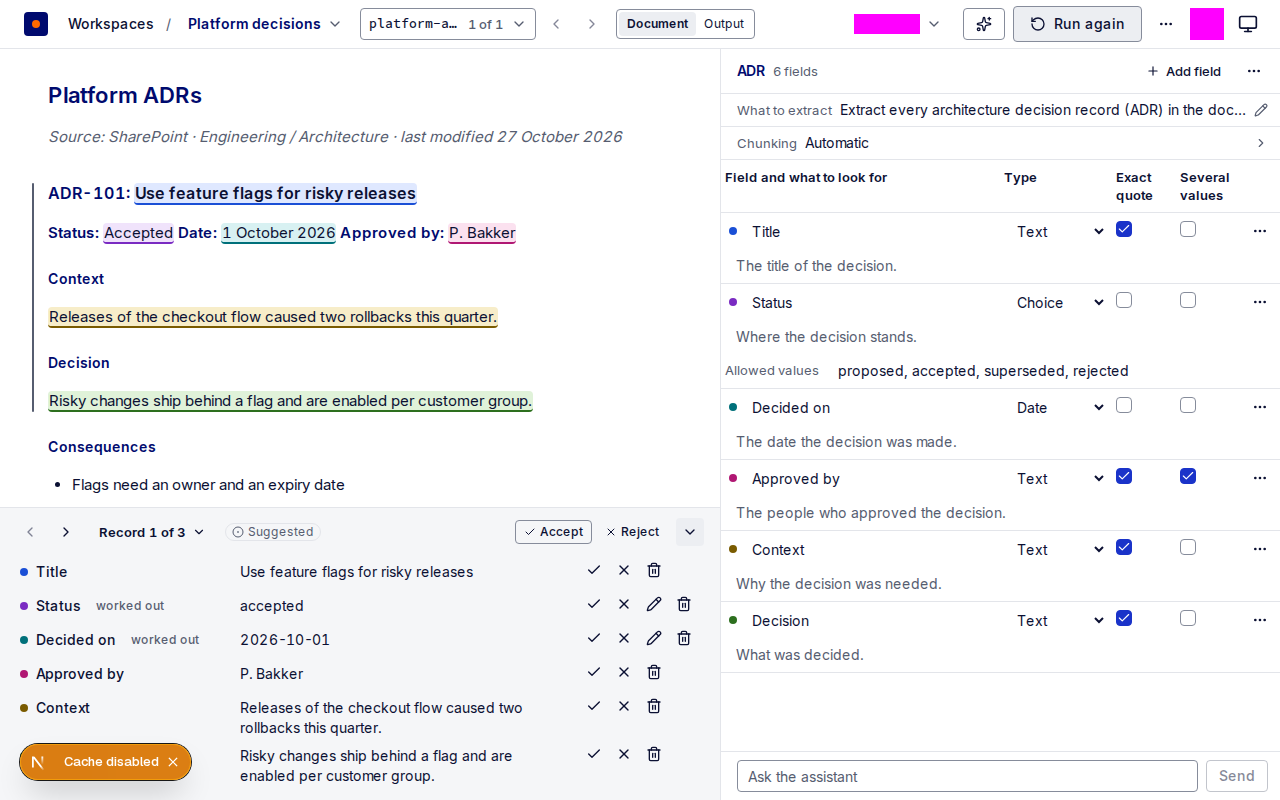 Workspaces / Platform decisions
platform-a… 1 of 1
Document Output
Run again
Platform ADRs
Source: SharePoint · Engineering / Architecture · last modified 27 October 2026
ADR-101: Use feature flags for risky releases
Status: Accepted Date: 1 October 2026 Approved by: P. Bakker
Context
Releases of the checkout flow caused two rollbacks this quarter.
Decision
Risky changes ship behind a flag and are enabled per customer group.
Consequences
• Flags need an owner and an expiry date
Record 1 of 3
Suggested
Accept
Reject
Title Use feature flags for risky releases
Status worked out accepted
Decided on worked out 2026-10-01
Approved by P. Bakker
Context Releases of the checkout flow caused two
rollbacks this quarter.
Risky changes ship behind a flag and are
enabled per customer group.
Cache disabled
ADR 6 fields
Add field
What to extract Extract every architecture decision record (ADR) in the doc…
Chunking Automatic
Field and what to look for Type Exact Several
quote values
Title Text
The title of the decision.
Status Choice
Where the decision stands.
Allowed values proposed, accepted, superseded, rejected
Decided on Date
The date the decision was made.
Approved by Text
The people who approved the decision.
Context Text
Why the decision was needed.
Decision Text
What was decided.
Ask the assistant
Send